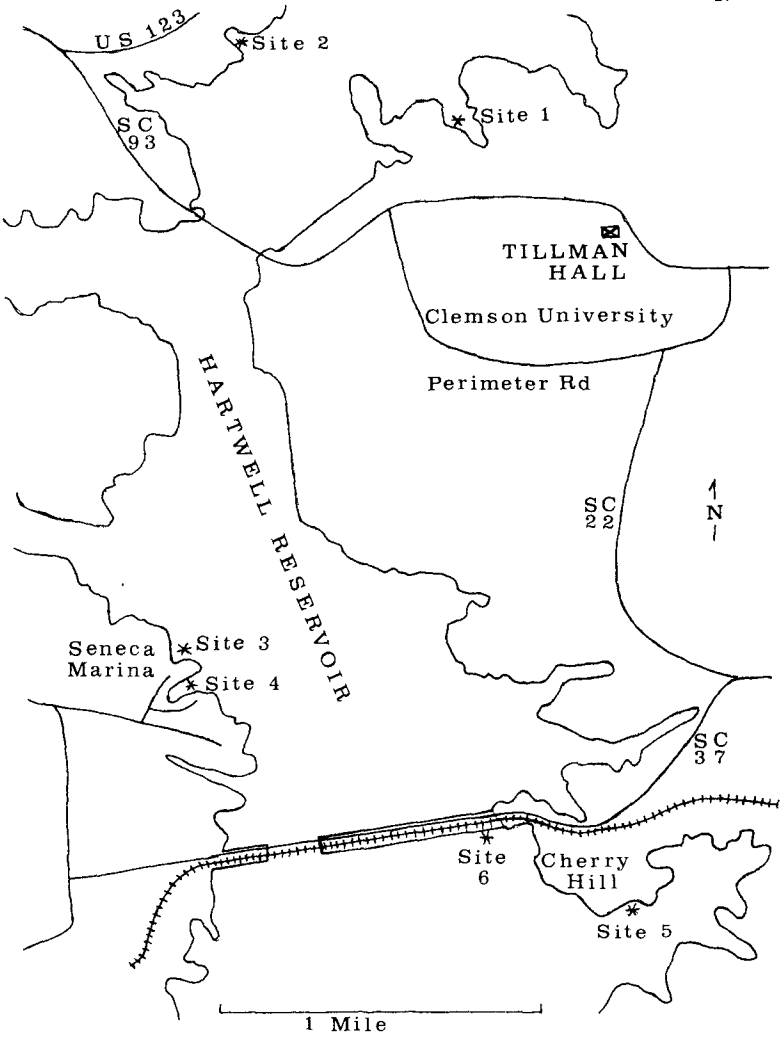 US 123
Site 2
Site 1
SC
93
TILLMAN
HALL
Clemson University
Perimeter Rd
HARTWELL RESERVOIR
SC
22
N
Seneca
Marina
Site 3
Site 4
SC
37
Site
6
Cherry
Hill
Site 5
1 Mile